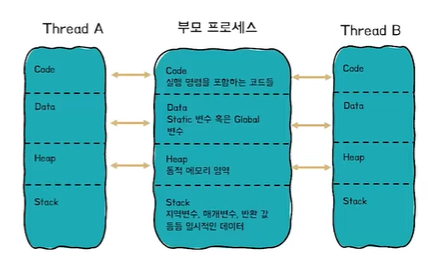 Thread A
부모 프로세스
Thread B
Code
Data
Heap
Stack
Code
실행 명령을 포함하는 코드들
Data
Static 변수 혹은 Global
변수
Heap
동적 메모리 영역
Stack
지역변수, 매개변수, 반환 값
등등 일시적인 데이터
Code
Data
Heap
Stack